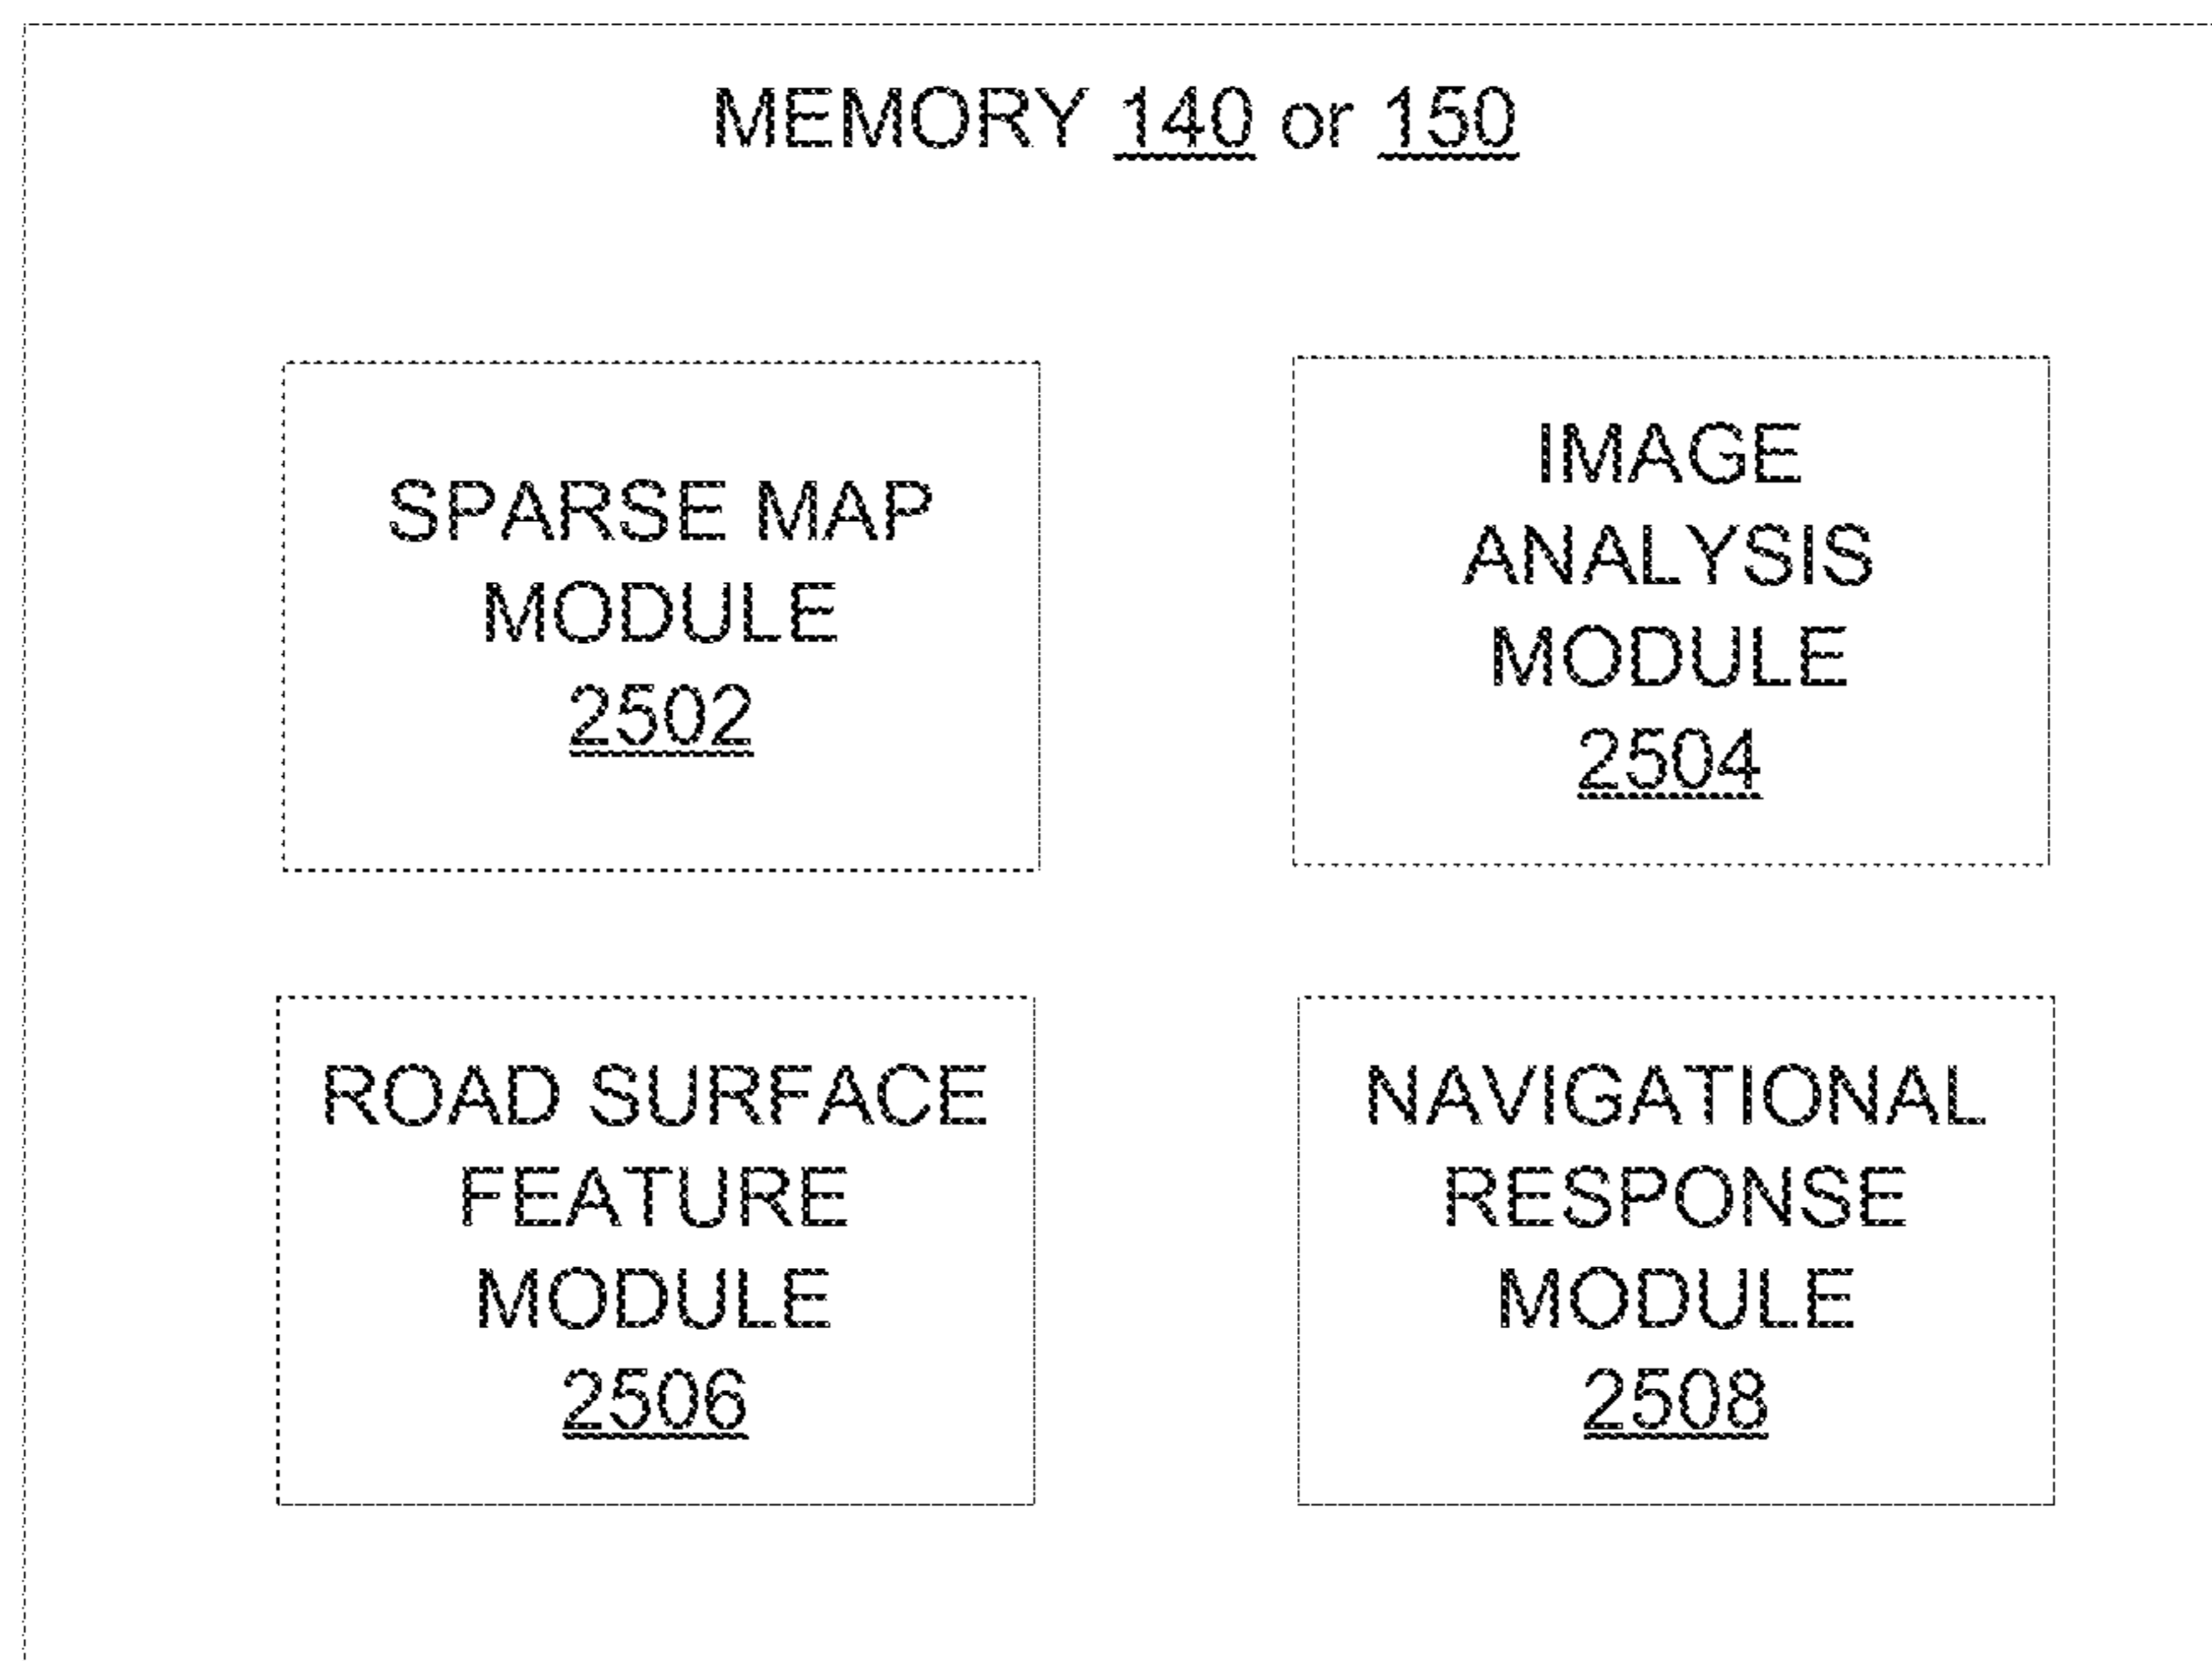 MEMORY 140 or 150
SPARSE MAP
MODULE
2502
IMAGE
ANALYSIS
MODULE
2504
ROAD SURFACE
FEATURE
MODULE
2506
NAVIGATIONAL
RESPONSE
MODULE
2508